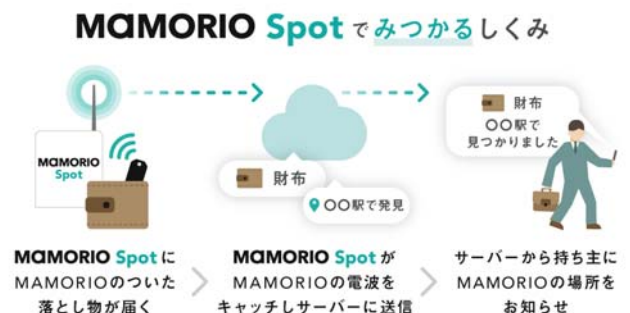 MAMORIO Spotでみつかるしくみ
MAMORIO
Spot
財布
〇〇駅で発見
財布
〇〇駅で
見つかりました
MAMORIO Spotに
MAMORIOのついた
落とし物が届く
MAMORIO Spotが
MAMORIOの電波を
キャッチしサーバーに送信
サーバーから持ち主に
MAMORIOの場所を
お知らせ